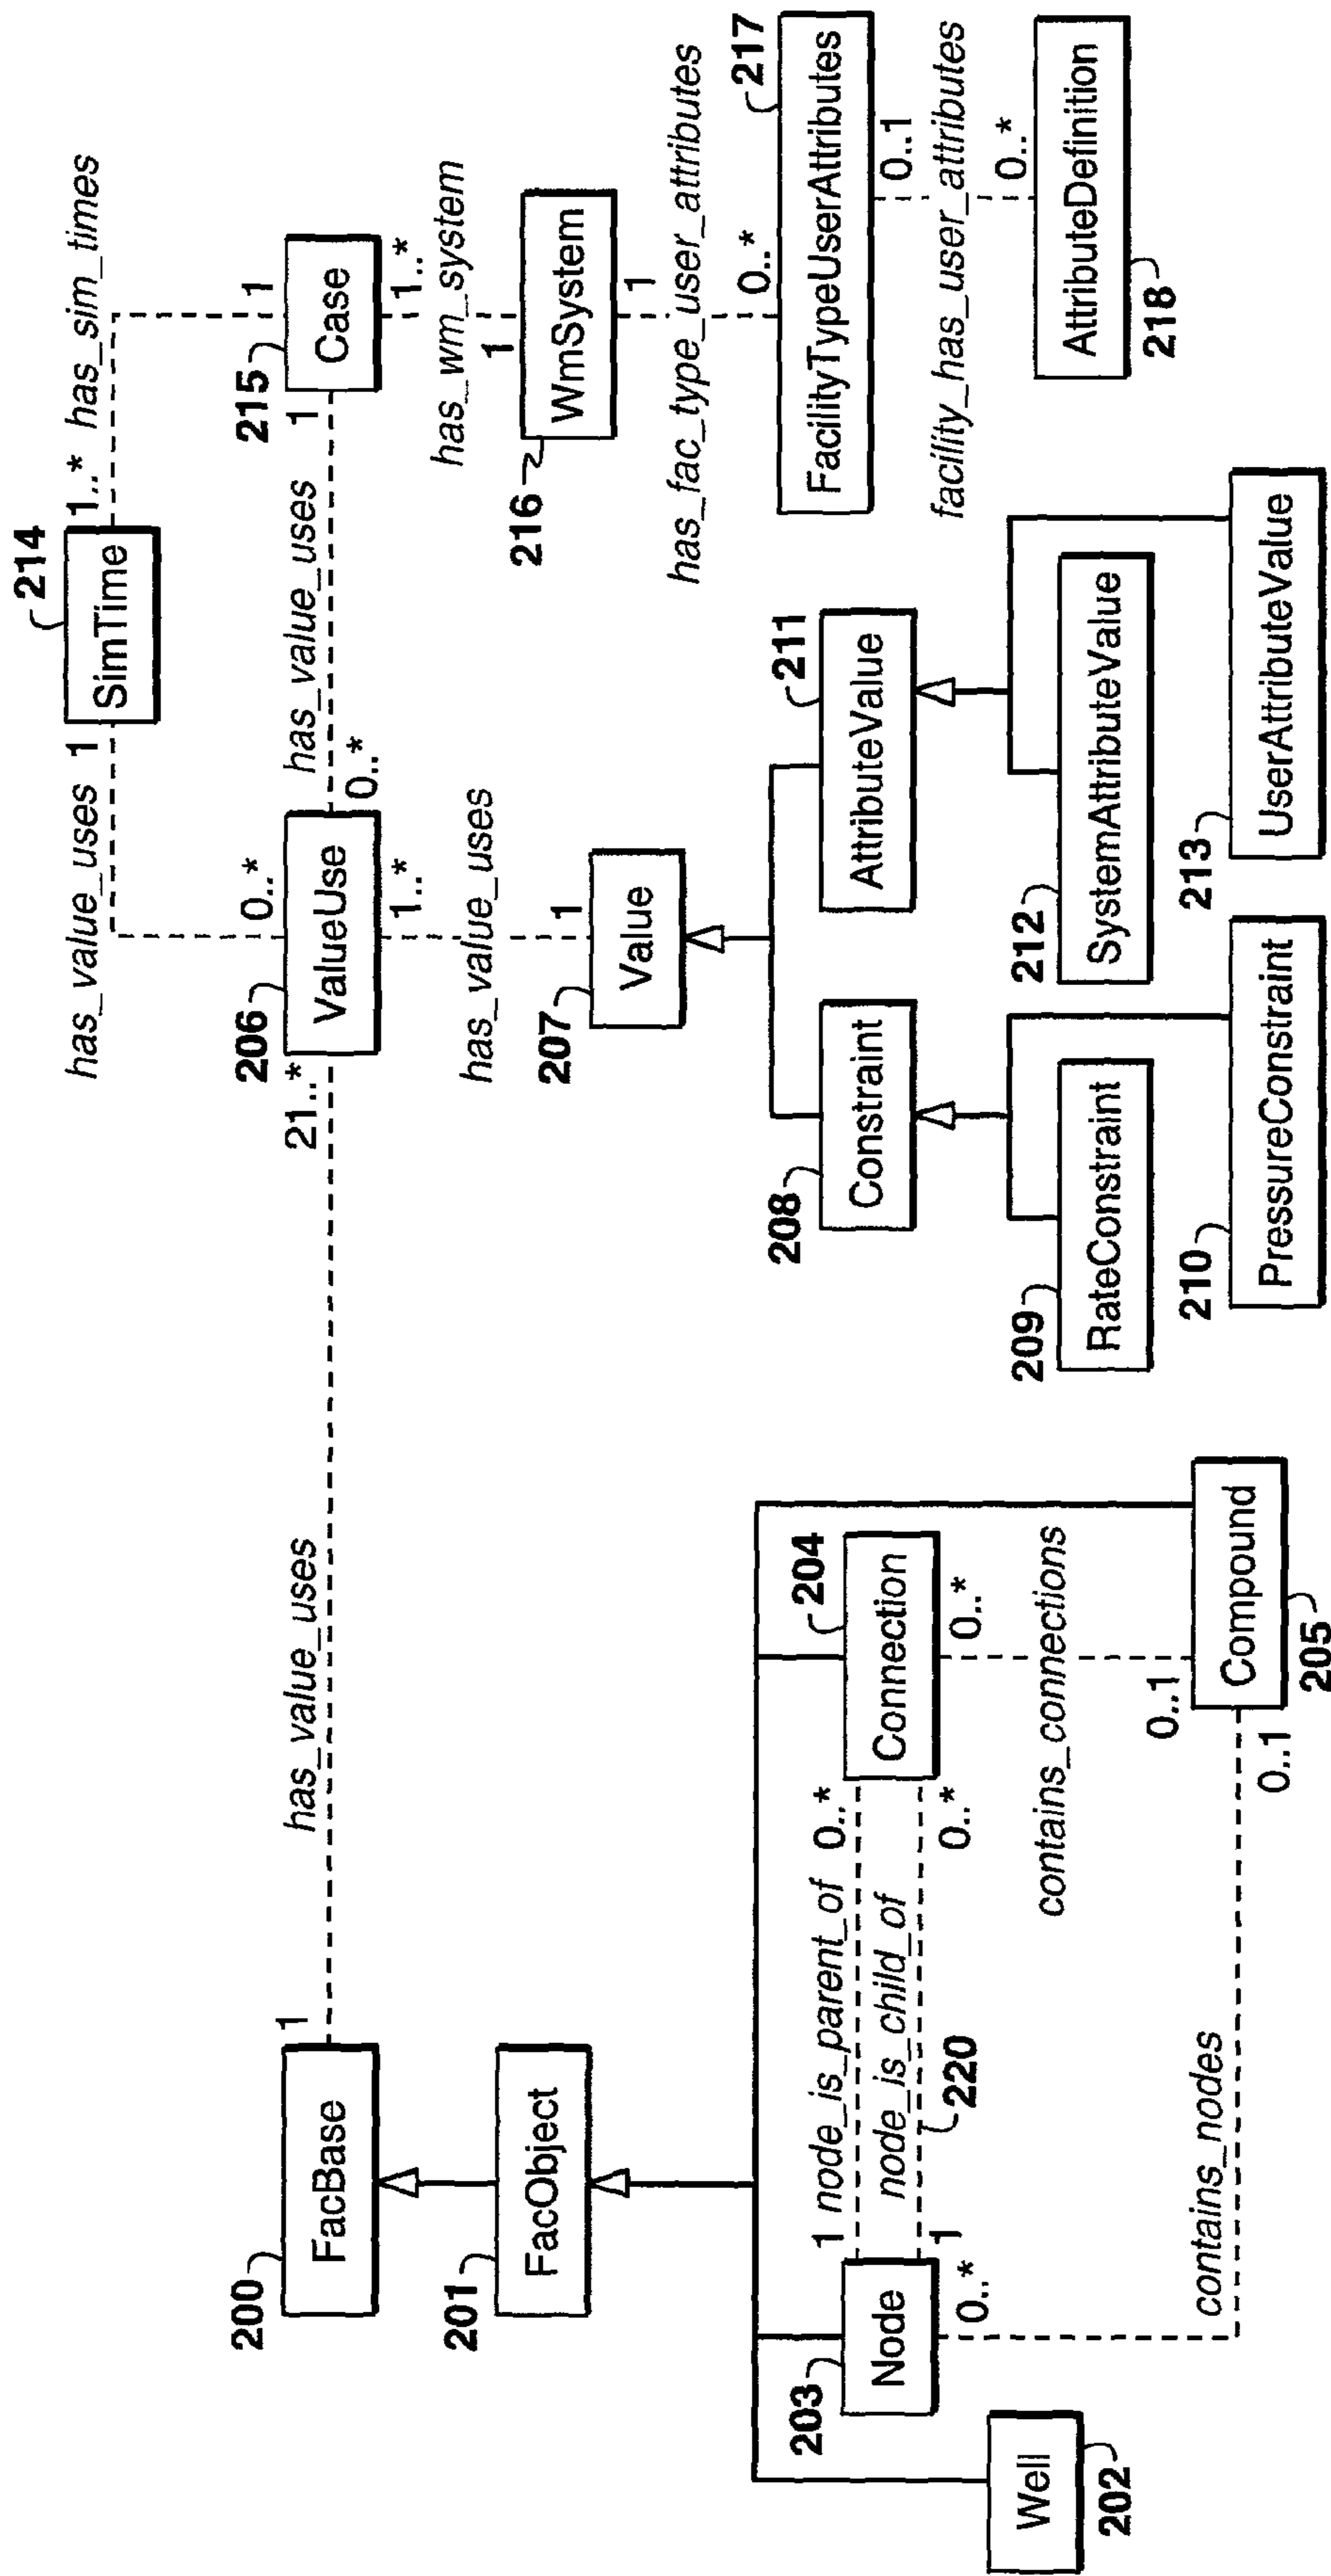 214
SimTime
has_value_uses 1
1..* has_sim_times
200
FacBase
1
has_value_uses
21..*
206
ValueUse
0..*
0..*
has_value_uses
1
215
Case
1
1..*
1..*
has_value_uses
1
has_wm_system
1
201
FacObject
207
Value
216
WmSystem
1
has_fac_type_user_attributes
0..*
208
Constraint
211
AttributeValue
217
FacilityTypeUserAttributes
0..1
facility_has_user_attributes
0..*
203
Node
1 node_is_parent_of 0..*
node_is_child_of
1
0..*
0..*
220
204
Connection
0..*
contains_connections
0..1
202
Well
209
RateConstraint
212
SystemAttributeValue
AttributeDefinition
218
contains_nodes
0..1
Compound
205
210
PressureConstraint
213
UserAttributeValue